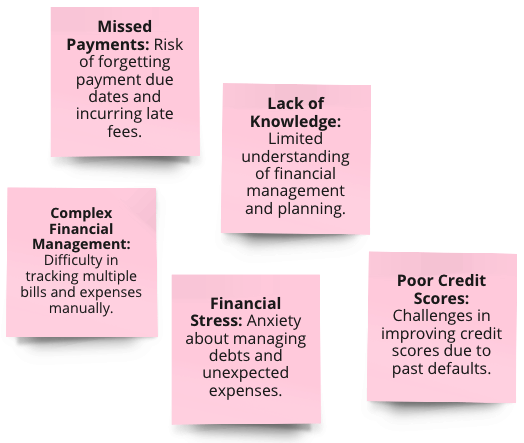 Missed
Payments: Risk
of forgetting
payment due
dates and
incurring late
fees.
Lack of
Knowledge:
Limited
understanding
of financial
management
and planning.
Complex
Financial
Management:
Difficulty in
tracking multiple
bills and expenses
manually.
Financial
Stress: Anxiety
about managing
debts and
unexpected
expenses.
Poor Credit
Scores:
Challenges in
improving credit
scores due to
past defaults.